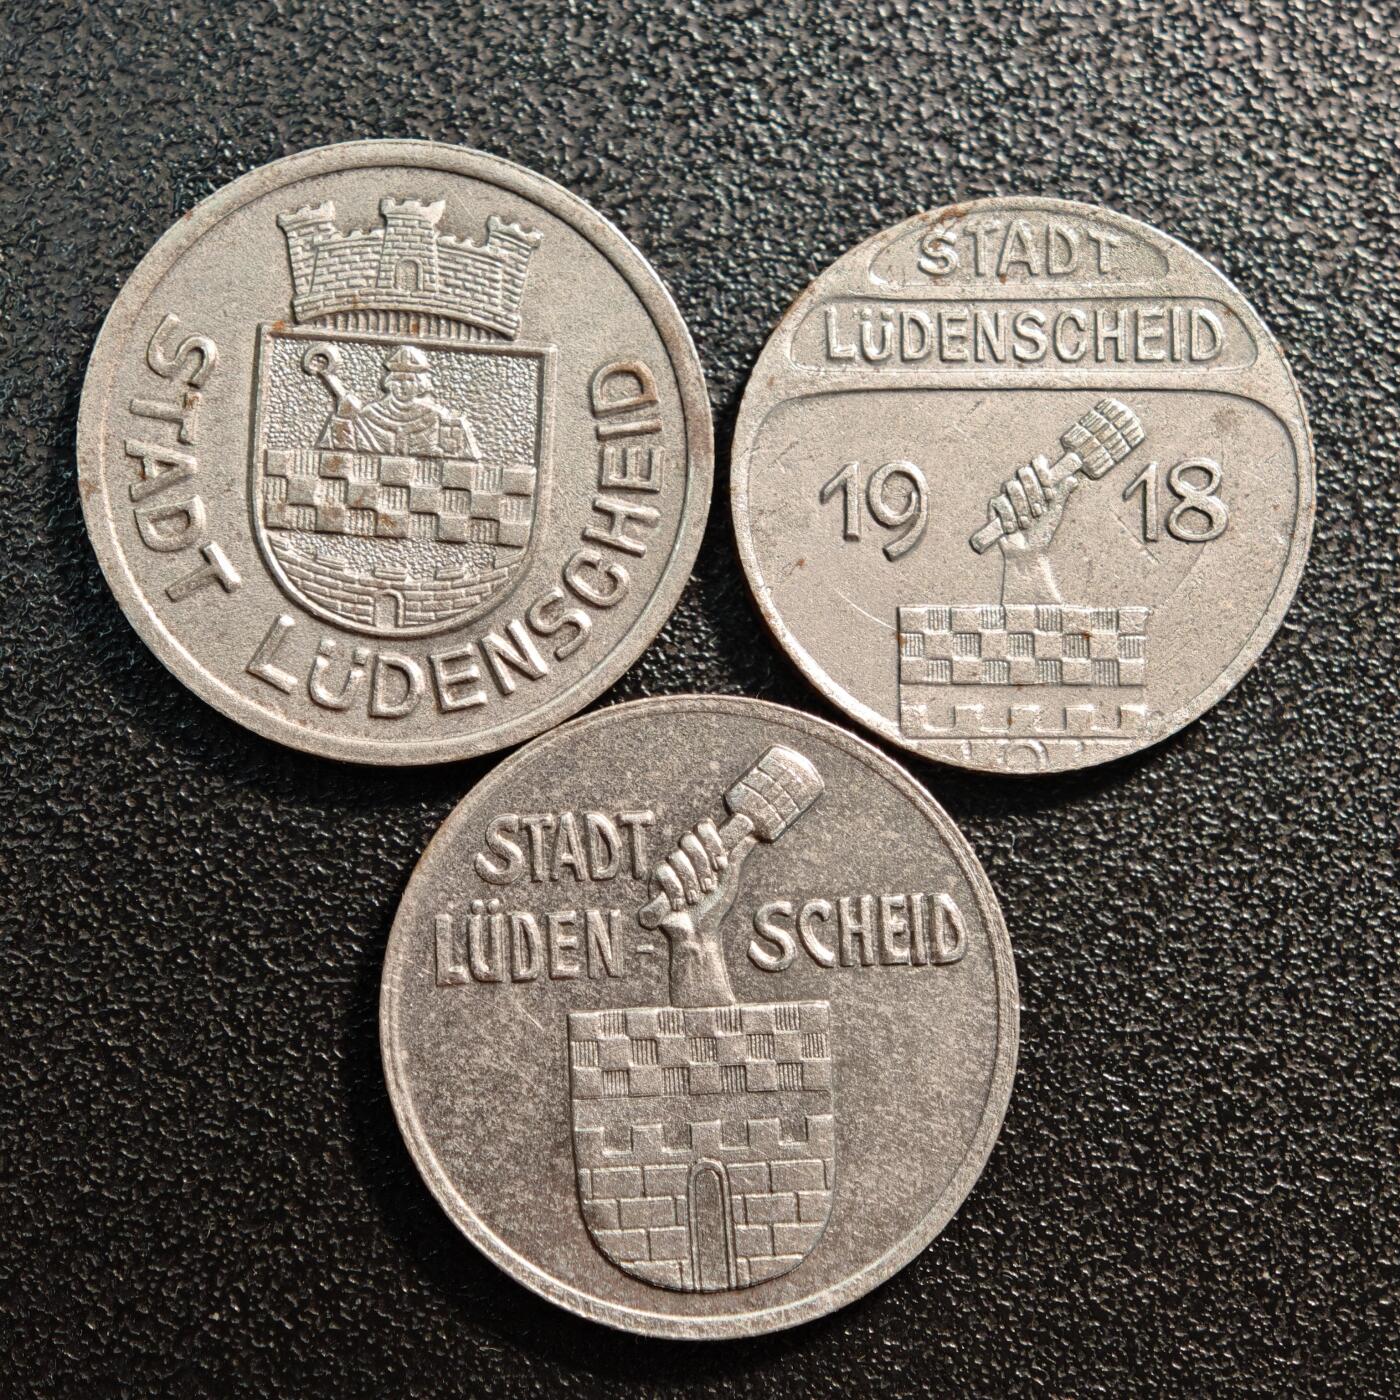 STADT LÜDENSCHEID
STADT
LÜDENSCHEID
19 18
STADT
LÜDEN-SCHEID